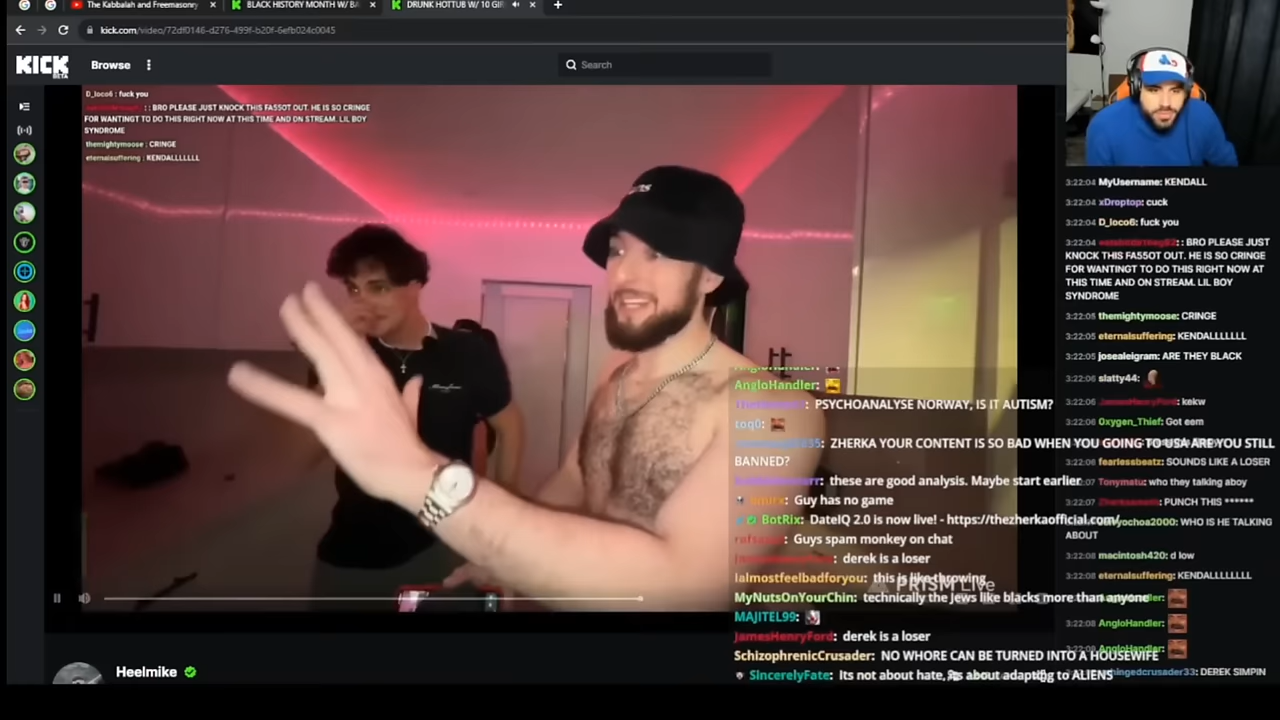 The Kabbalah and Freemasonry
BLACK HISTORY MONTH W/ BA
DRUNK HOTTUB W/ 10 GIR
kick.com/video/72df0146-d276-499f-b20f-6efb024c0045
KICK
BETA
Browse
Search
D_loco6 : fuck you
: : BRO PLEASE JUST KNOCK THIS FA55OT OUT. HE IS SO CRINGE
FOR WANTINGT TO DO THIS RIGHT NOW AT THIS TIME AND ON STREAM. LIL BOY
SYNDROME
themightymoose : CRINGE
eternalsuffering : KENDALLLLLLL
3:22:04 MyUsername: KENDALL
3:22:04 xDroptop: cuck
3:22:04 D_loco6: fuck you
3:22:04 : BRO PLEASE JUST
KNOCK THIS FA55OT OUT. HE IS SO CRINGE
FOR WANTINGT TO DO THIS RIGHT NOW AT
THIS TIME AND ON STREAM. LIL BOY
SYNDROME
3:22:05 themightymoose: CRINGE
3:22:05 eternalsuffering: KENDALLLLLLL
3:22:05 josealeigram: ARE THEY BLACK
3:22:06 slatty44:
3:22:06 JamesHenryFord: kekw
3:22:06 Oxygen_Thief: Got eem
3:22:06 fearlessbeatz: SOUNDS LIKE A LOSER
Tonymatu: who they talking aboy
3:22:07 PUNCH THIS ******
ochoa2000: WHO IS HE TALKING
ABOUT
3:22:08 macintosh420: d low
3:22:08 eternalsuffering: KENDALLLLLLLL
3:22:08 AngloHandler:
AngloHandler:
DEREK SIMPIN
AngloHandler:
AngloHandler:
PSYCHOANALYSE NORWAY, IS IT AUTISM?
toq0:
ZHERKA YOUR CONTENT IS SO BAD WHEN YOU GOING TO USA ARE YOU STILL
BANNED?
these are good analysis. Maybe start earlier
Guy has no game
BotRix: DateIQ 2.0 is now live! - https://thezherkaofficial.com/
Guys spam monkey on chat
derek is a loser
Ialmostfeelbadforyou: this is like throwing
MyNutsOnYourChin: technically the Jews like blacks more than anyone
MAJITEL99:
JamesHenryFord: derek is a loser
SchizophrenicCrusader: NO WHORE CAN BE TURNED INTO A HOUSEWIFE
SincerelyFate: Its not about hate, its about adapting to ALIENS
PRISM Live
Heelmike